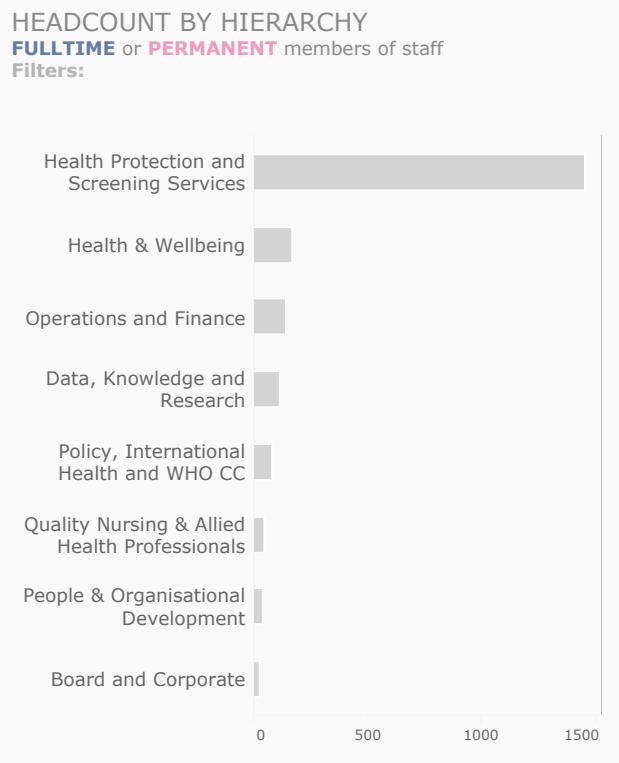 HEADCOUNT BY HIERARCHY
FULLTIME or PERMANENT members of staff
Filters:
Health Protection and
Screening Services
Health & Wellbeing
Operations and Finance
Data, Knowledge and
Research
Policy, International
Health and WHO CC
Quality Nursing & Allied
Health Professionals
People & Organisational
Development
Board and Corporate
0 500 1000 1500